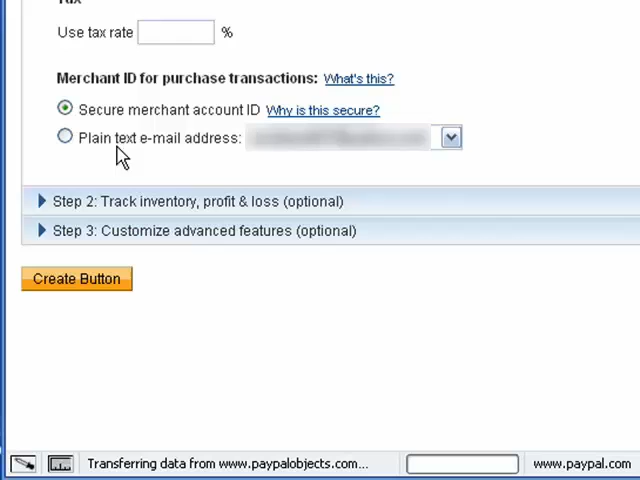 Tax
Use tax rate %
Merchant ID for purchase transactions: What's this?
Secure merchant account ID Why is this secure?
Plain text e-mail address:
Step 2: Track inventory, profit & loss (optional)
Step 3: Customize advanced features (optional)
Create Button
Transferring data from www.paypalobjects.com... www.paypal.com